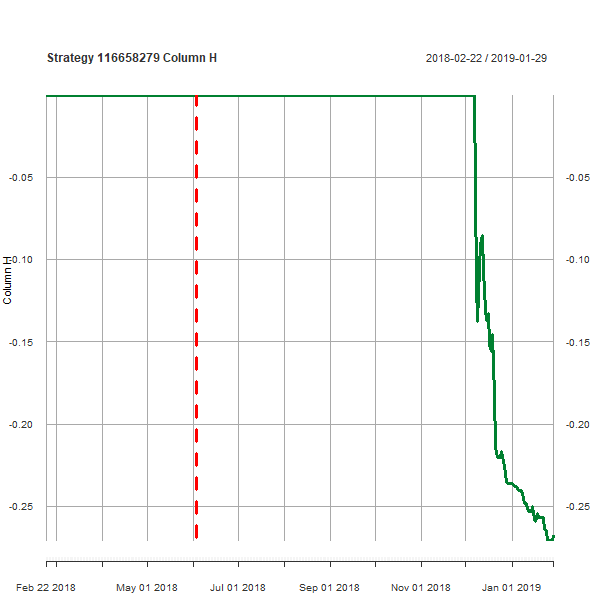 Strategy 116658279 Column H
2018-02-22 / 2019-01-29
-0.05
-0.05
-0.10
-0.10
Column H
-0.15
-0.15
-0.20
-0.20
-0.25
-0.25
Feb 22 2018
May 01 2018
Jul 01 2018
Sep 01 2018
Nov 01 2018
Jan 01 2019